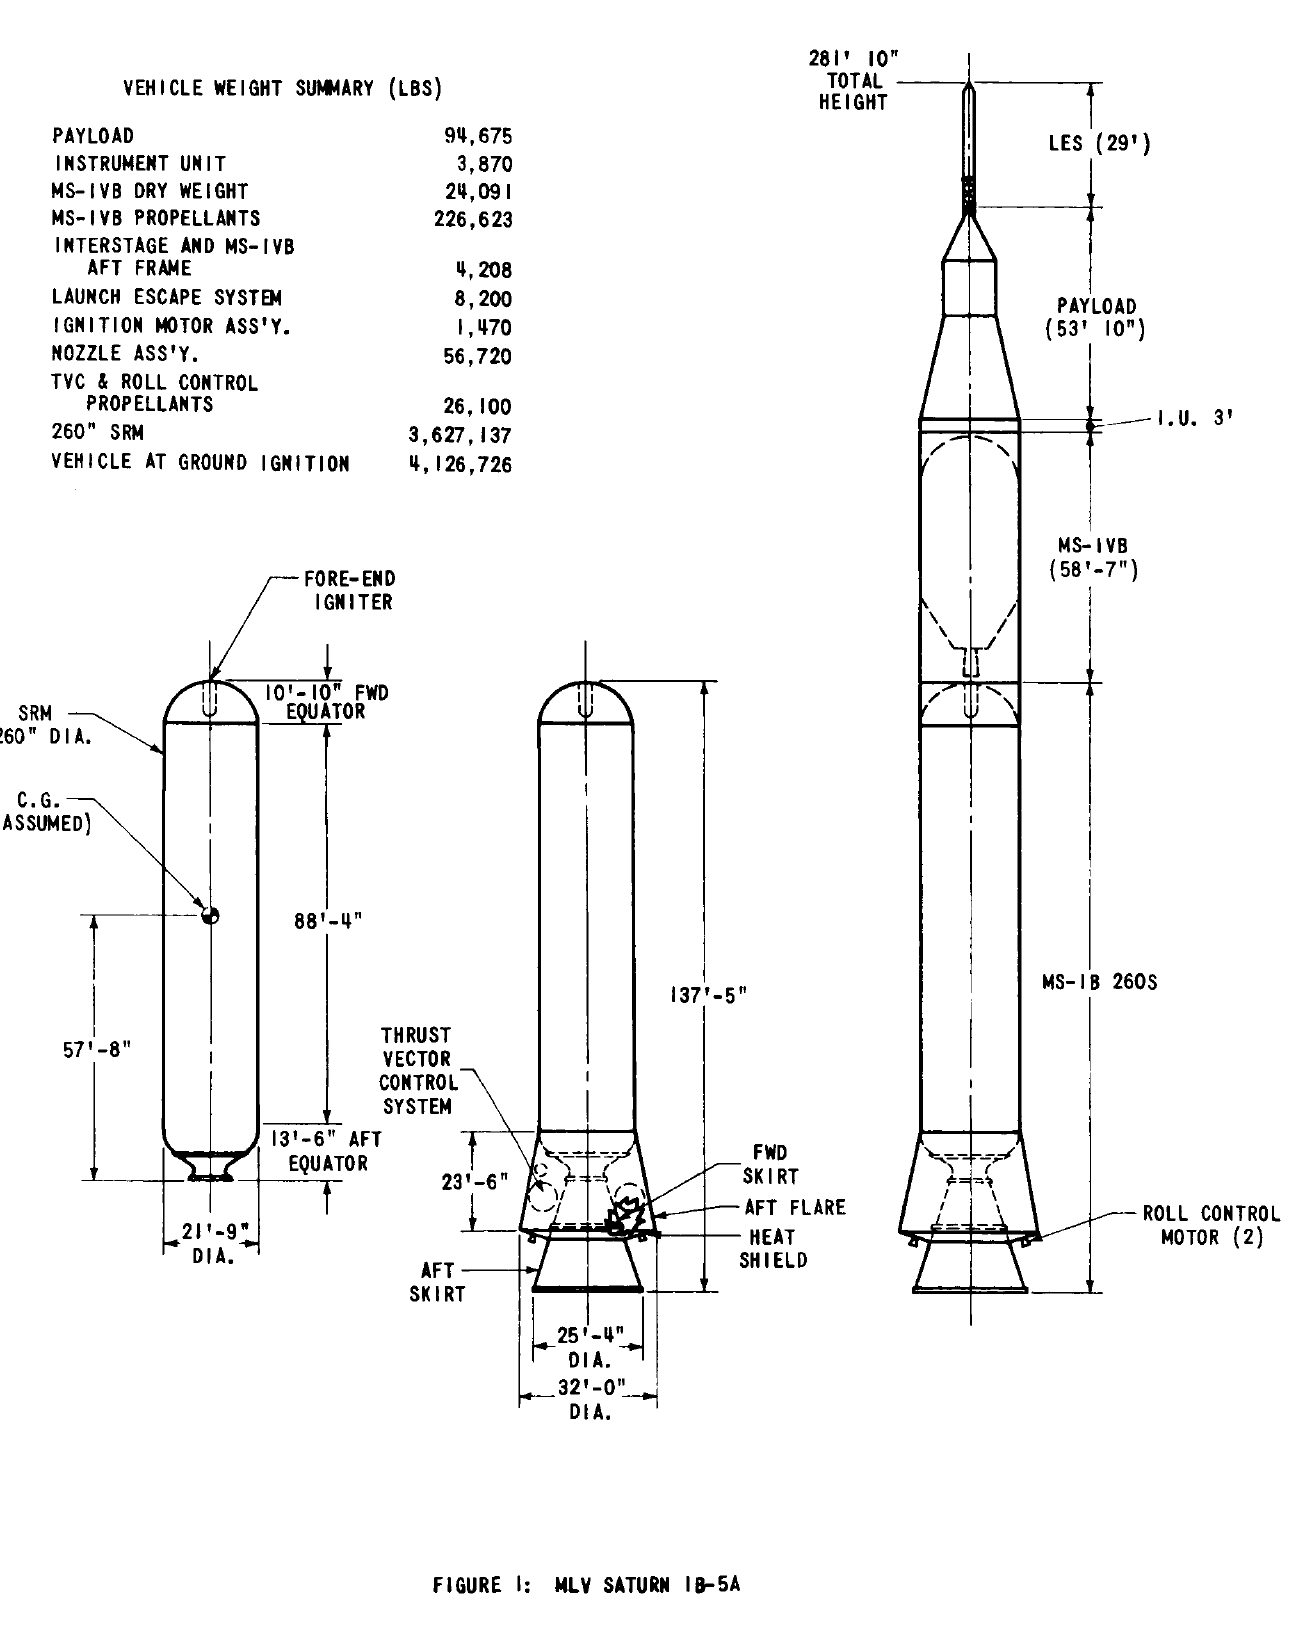 VEHICLE WEIGHT SUMMARY (LBS)
PAYLOAD 94,675
INSTRUMENT UNIT 3,870
MS-IVB DRY WEIGHT 24,091
MS-IVB PROPELLANTS 226,623
INTERSTAGE AND MS-IVB
AFT FRAME 4,208
LAUNCH ESCAPE SYSTEM 8,200
IGNITION MOTOR ASS'Y. 1,470
NOZZLE ASS'Y. 56,720
TVC & ROLL CONTROL
PROPELLANTS 26,100
260" SRM 3,627,137
VEHICLE AT GROUND IGNITION 4,126,726
281' 10"
TOTAL
HEIGHT
LES (29')
PAYLOAD
(53' 10")
I.U. 3'
MS-IVB
(58'-7")
MS-IB 260S
ROLL CONTROL
MOTOR (2)
FORE-END
IGNITER
10'-10" FWD
EQUATOR
SRM
260" DIA.
C.G.
ASSUMED)
88'-4"
57'-8"
13'-6" AFT
EQUATOR
21'-9"
DIA.
137'-5"
THRUST
VECTOR
CONTROL
SYSTEM
23'-6"
FWD
SKIRT
AFT FLARE
HEAT
SHIELD
AFT
SKIRT
25'-4"
DIA.
32'-0"
DIA.
FIGURE 1: MLV SATURN IB-5A